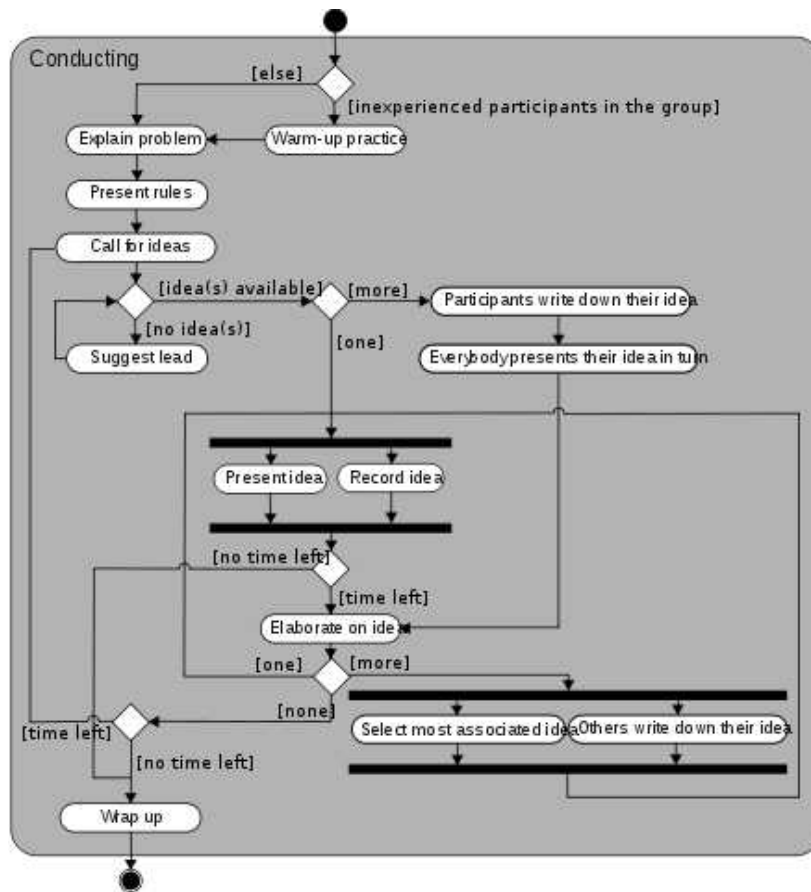 Conducting
[else]
[inexperienced participants in the group]
Explain problem
Warm-up practice
Present rules
Call for ideas
[idea(s) available]
[more]
Participants write down their idea
[no idea(s)]
[one]
Suggest lead
Everybody presents their idea in turn
Present idea
Record idea
[no time left]
[time left]
Elaborate on idea
[one]
[more]
[none]
[time left]
Select most associated idea
Others write down their idea
[no time left]
Wrap up